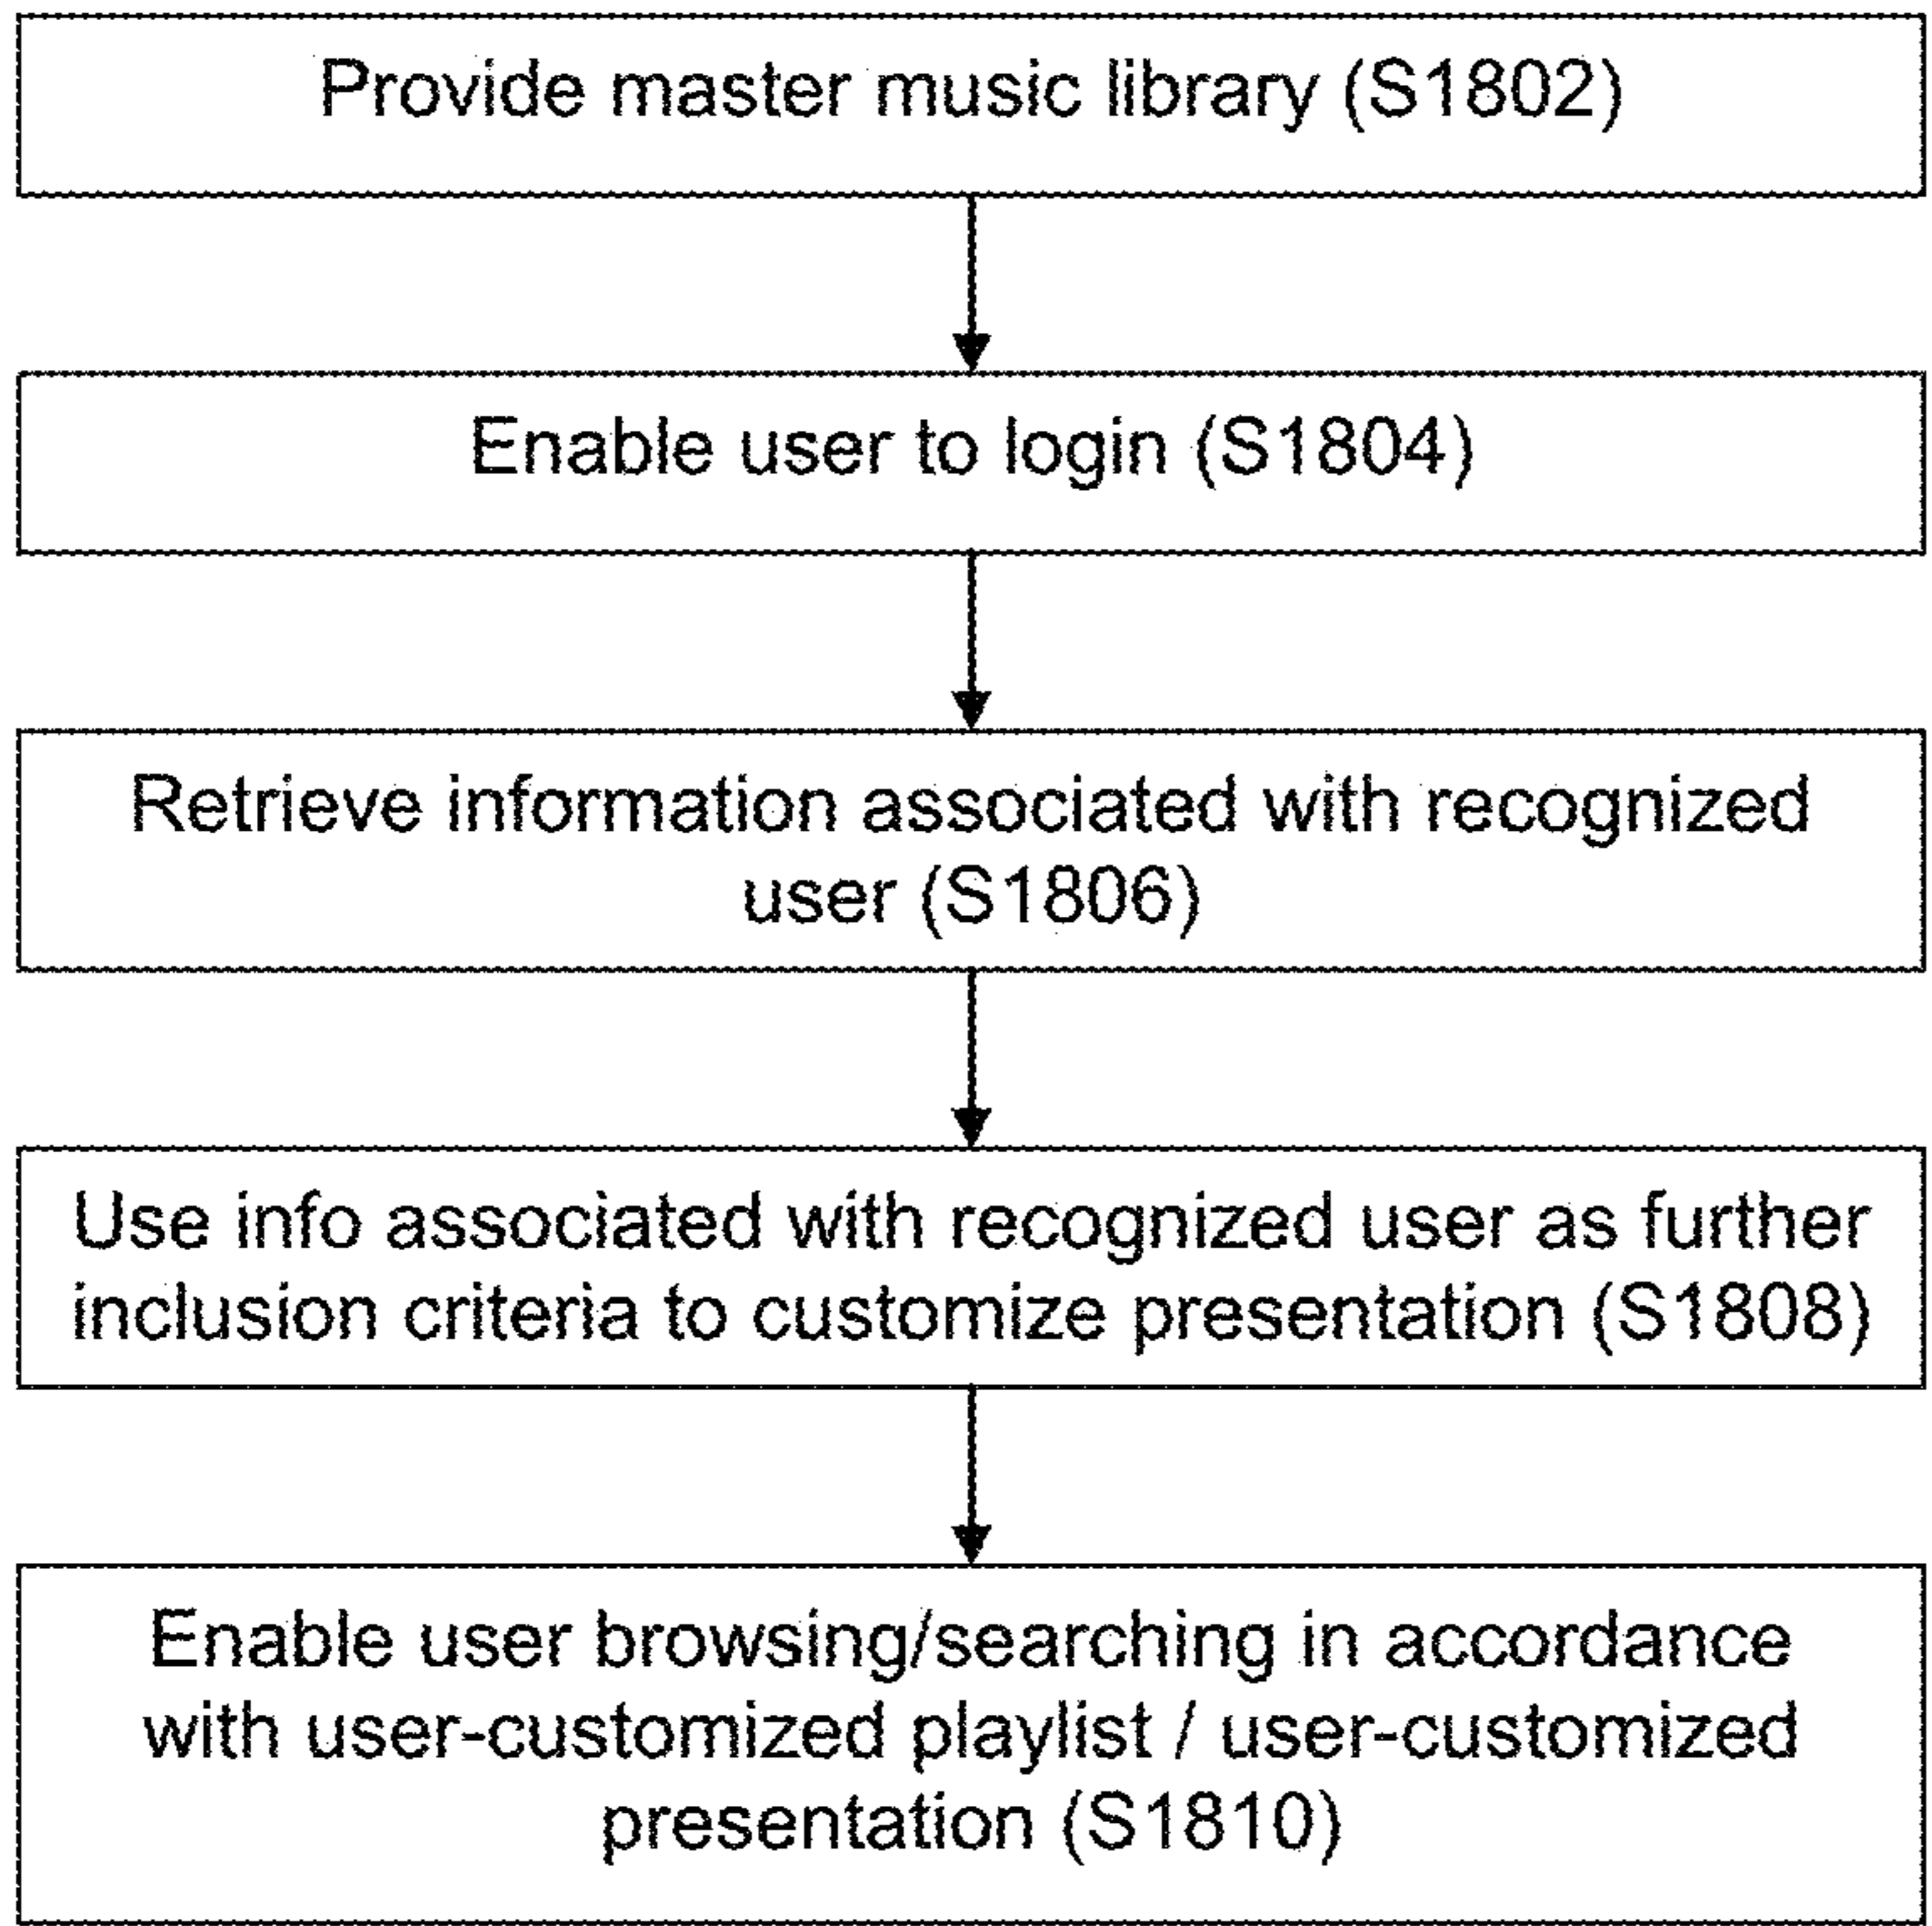 Provide master music library (S1802)
Enable user to login (S1804)
Retrieve information associated with recognized
user (S1806)
Use info associated with recognized user as further
inclusion criteria to customize presentation (S1808)
Enable user browsing/searching in accordance
with user-customized playlist / user-customized
presentation (S1810)